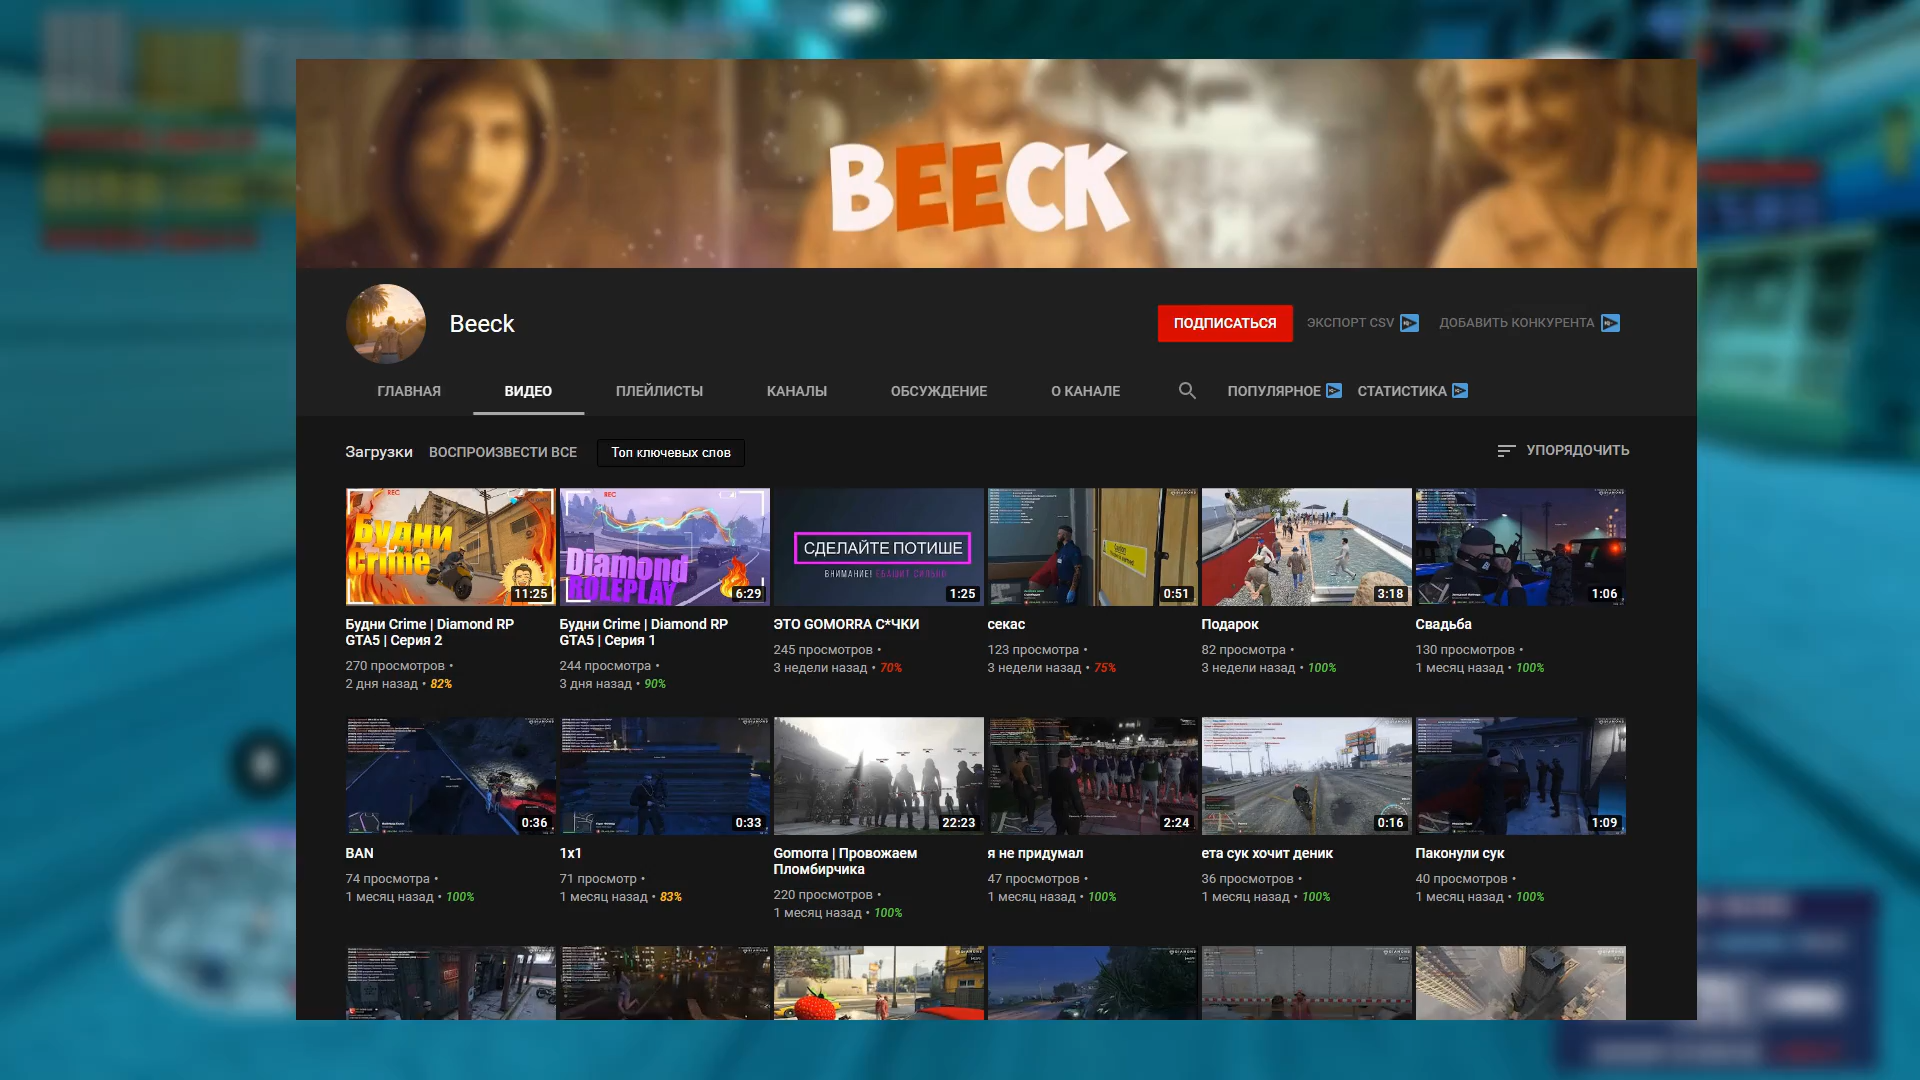 BEECK
Beeck
ПОДПИСАТЬСЯ
ЭКСПОРТ CSV
ДОБАВИТЬ КОНКУРЕНТА
ГЛАВНАЯ
ВИДЕО
ПЛЕЙЛИСТЫ
КАНАЛЫ
ОБСУЖДЕНИЕ
О КАНАЛЕ
ПОПУЛЯРНОЕ
СТАТИСТИКА
Загрузки
ВОСПРОИЗВЕСТИ ВСЕ
Топ ключевых слов
УПОРЯДОЧИТЬ
REC
Будни
Crime
11:25
Будни Crime | Diamond RP
GTA5 | Серия 2
270 просмотров •
2 дня назад • 82%
REC
Diamond
ROLEPLAY
6:29
Будни Crime | Diamond RP
GTA5 | Серия 1
244 просмотра •
3 дня назад • 90%
СДЕЛАЙТЕ ПОТИШЕ
ВНИМАНИЕ! ЕБАШИТ СИЛЬНО
1:25
ЭТО GOMORRA С*ЧКИ
245 просмотров •
3 недели назад • 70%
0:51
секас
123 просмотра •
3 недели назад • 75%
3:18
Подарок
82 просмотра •
3 недели назад • 100%
1:06
Свадьба
130 просмотров •
1 месяц назад • 100%
0:36
BAN
74 просмотра •
1 месяц назад • 100%
0:33
1x1
71 просмотр •
1 месяц назад • 83%
22:23
Gomorra | Провожаем
Пломбирчика
220 просмотров •
1 месяц назад • 100%
2:24
я не придумал
47 просмотров •
1 месяц назад • 100%
0:16
ета сук хочит деник
36 просмотров •
1 месяц назад • 100%
1:09
Паконули сук
40 просмотров •
1 месяц назад • 100%